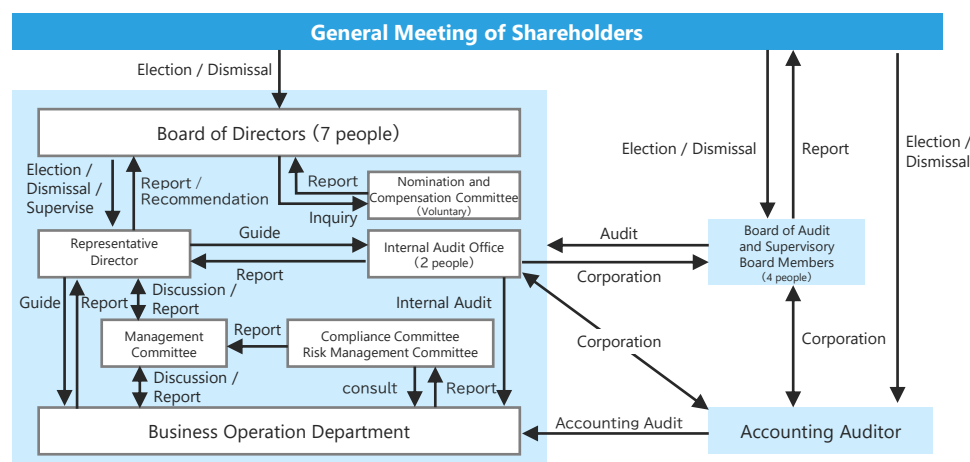 General Meeting of Shareholders
Election / Dismissal
Board of Directors (7 people)
Election /
Dismissal /
Supervise
Report /
Recommendation
Report
Inquiry
Nomination and
Compensation Committee
(Voluntary)
Election / Dismissal
Report
Election /
Dismissal
Representative
Director
Guide
Report
Internal Audit Office
(2 people)
Audit
Corporation
Board of Audit
and Supervisory
Board Members
(4 people)
Guide
Report
Discussion /
Report
Internal Audit
Management
Committee
Report
Compliance Committee
Risk Management Committee
Corporation
Corporation
Discussion /
Report
consult
Report
Business Operation Department
Accounting Audit
Accounting Auditor